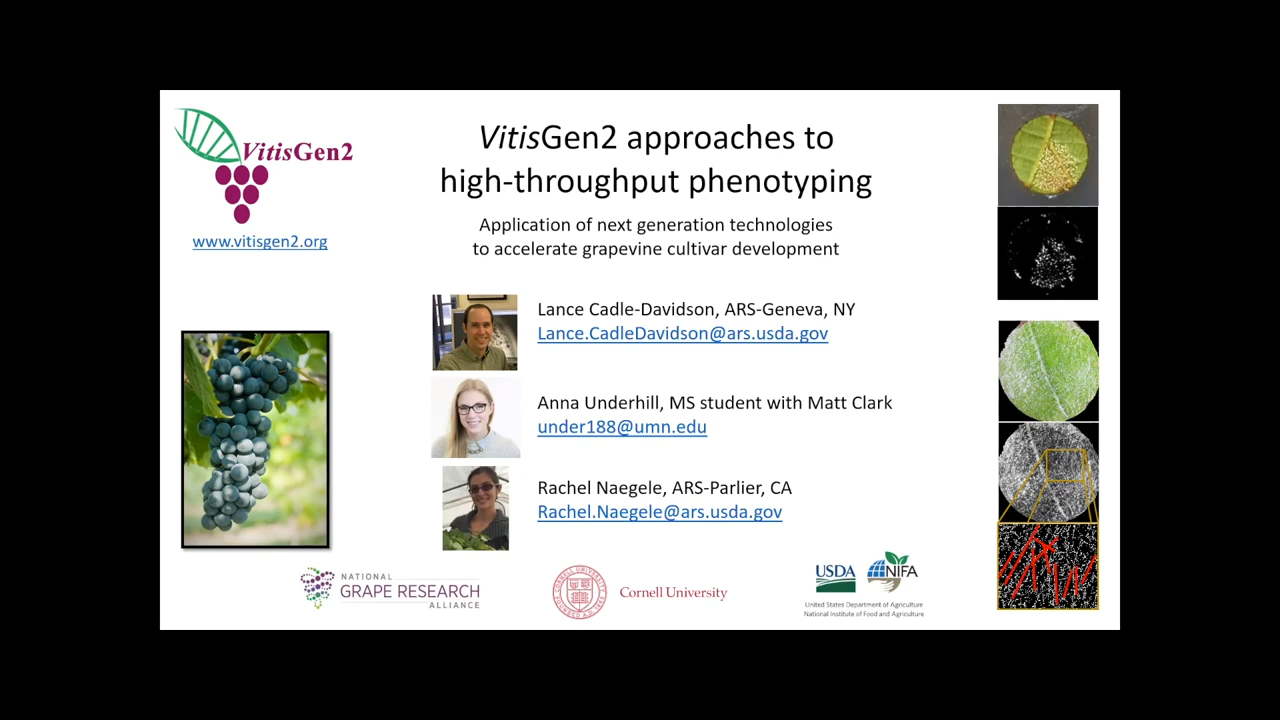 VitisGen2
www.vitisgen2.org
VitisGen2 approaches to
high-throughput phenotyping
Application of next generation technologies
to accelerate grapevine cultivar development
Lance Cadle-Davidson, ARS-Geneva, NY
Lance.CadleDavidson@ars.usda.gov
Anna Underhill, MS student with Matt Clark
under188@umn.edu
Rachel Naegele, ARS-Parlier, CA
Rachel.Naegele@ars.usda.gov
NATIONAL
GRAPE RESEARCH
ALLIANCE
Cornell University
USDA
NIFA
United States Department of Agriculture
National Institute of Food and Agriculture